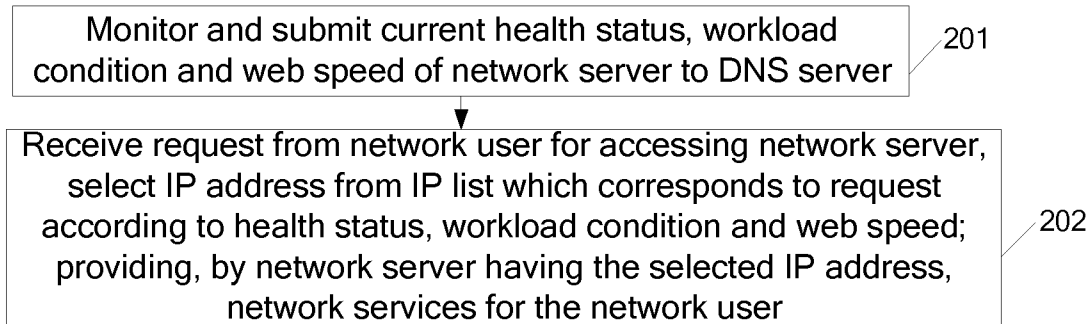 Monitor and submit current health status, workload
condition and web speed of network server to DNS server
201
Receive request from network user for accessing network server,
select IP address from IP list which corresponds to request
according to health status, workload condition and web speed;
providing, by network server having the selected IP address,
network services for the network user
202